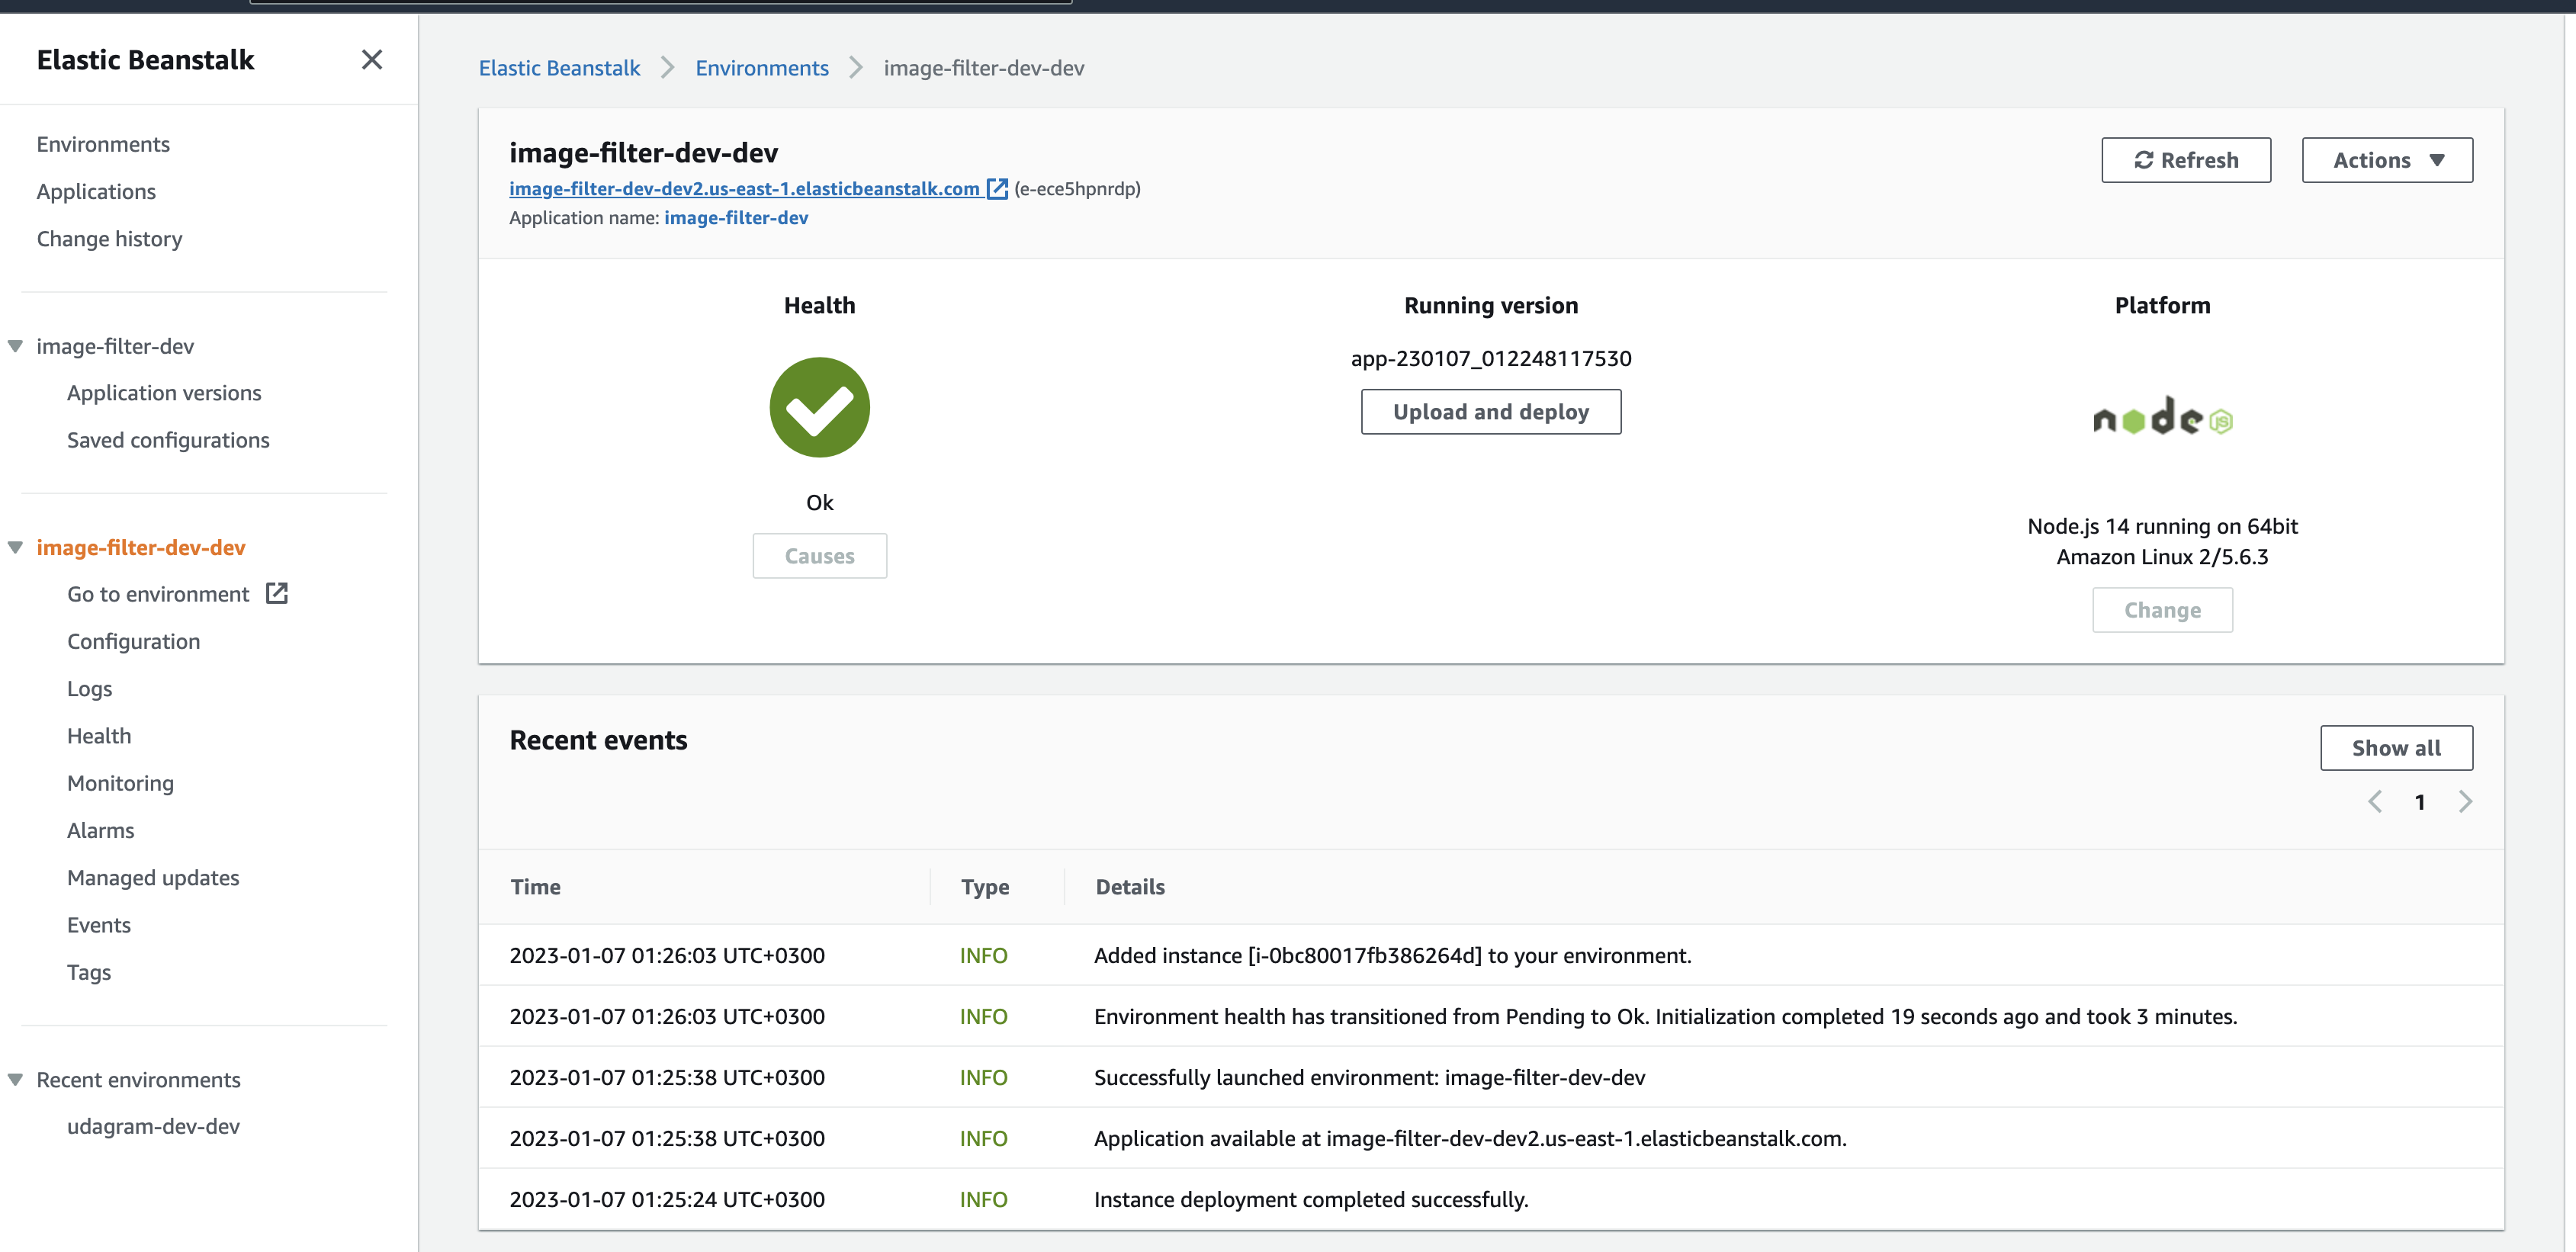 Elastic Beanstalk
Environments
Applications
Change history
image-filter-dev
Application versions
Saved configurations
image-filter-dev-dev
Go to environment
Configuration
Logs
Health
Monitoring
Alarms
Managed updates
Events
Tags
Recent environments
udagram-dev-dev
Elastic Beanstalk > Environments > image-filter-dev-dev
image-filter-dev-dev
image-filter-dev-dev2.us-east-1.elasticbeanstalk.com (e-ece5hpnrdp)
Application name: image-filter-dev
Refresh Actions
Health
Ok
Causes
Running version
app-230107_012248117530
Upload and deploy
Platform
node JS
Node.js 14 running on 64bit
Amazon Linux 2/5.6.3
Change
Recent events
Show all
1
Time Type Details
2023-01-07 01:26:03 UTC+0300 INFO Added instance [i-0bc80017fb386264d] to your environment.
2023-01-07 01:26:03 UTC+0300 INFO Environment health has transitioned from Pending to Ok. Initialization completed 19 seconds ago and took 3 minutes.
2023-01-07 01:25:38 UTC+0300 INFO Successfully launched environment: image-filter-dev-dev
2023-01-07 01:25:38 UTC+0300 INFO Application available at image-filter-dev-dev2.us-east-1.elasticbeanstalk.com.
2023-01-07 01:25:24 UTC+0300 INFO Instance deployment completed successfully.